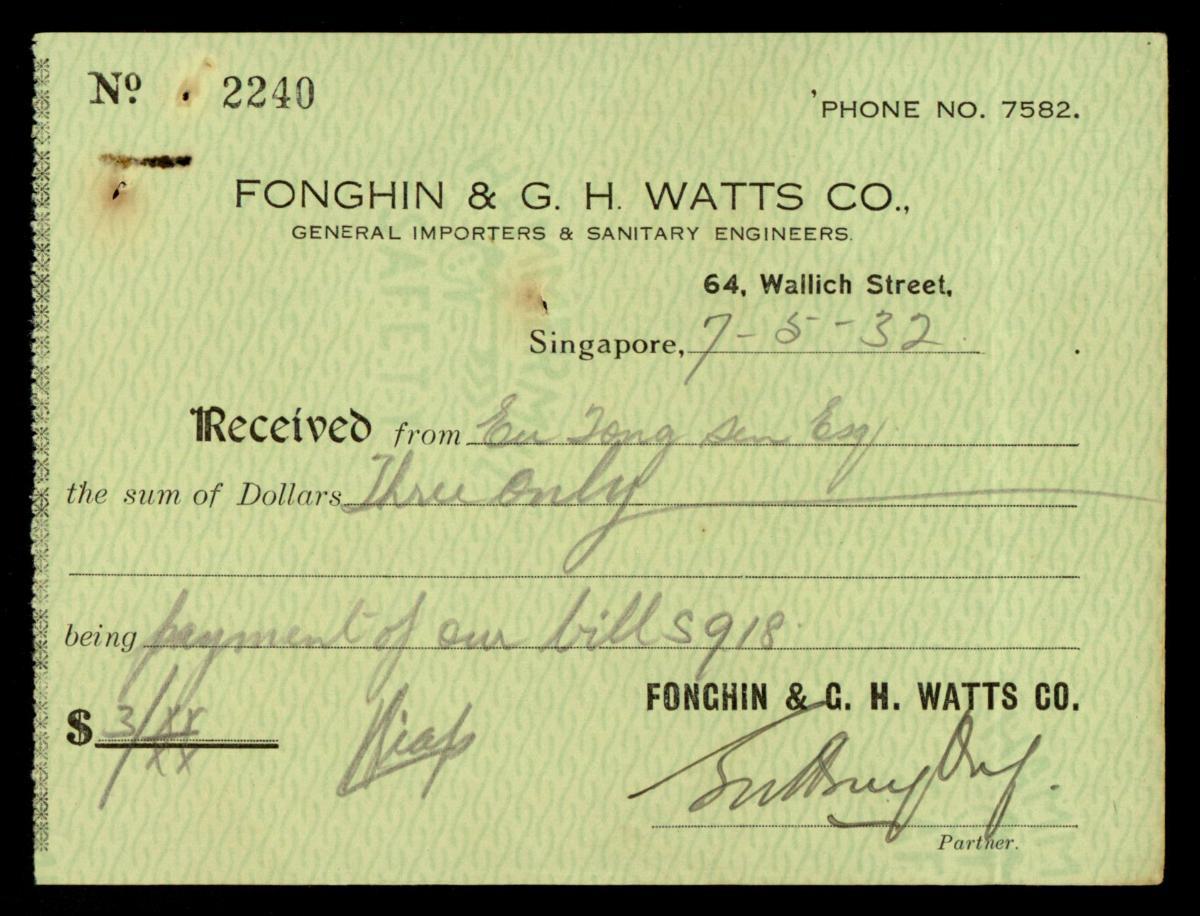 Nº 2240
'PHONE NO. 7582.
FONGHIN & G. H. WATTS CO.,
GENERAL IMPORTERS & SANITARY ENGINEERS.
64, Wallich Street,
Singapore, 7-5-32
Received from Eu Tong Sen Esq
the sum of Dollars Three Only
being payment of our bill S 918
$ 3/xx
xx
FONGHIN & G. H. WATTS CO.
Partner.